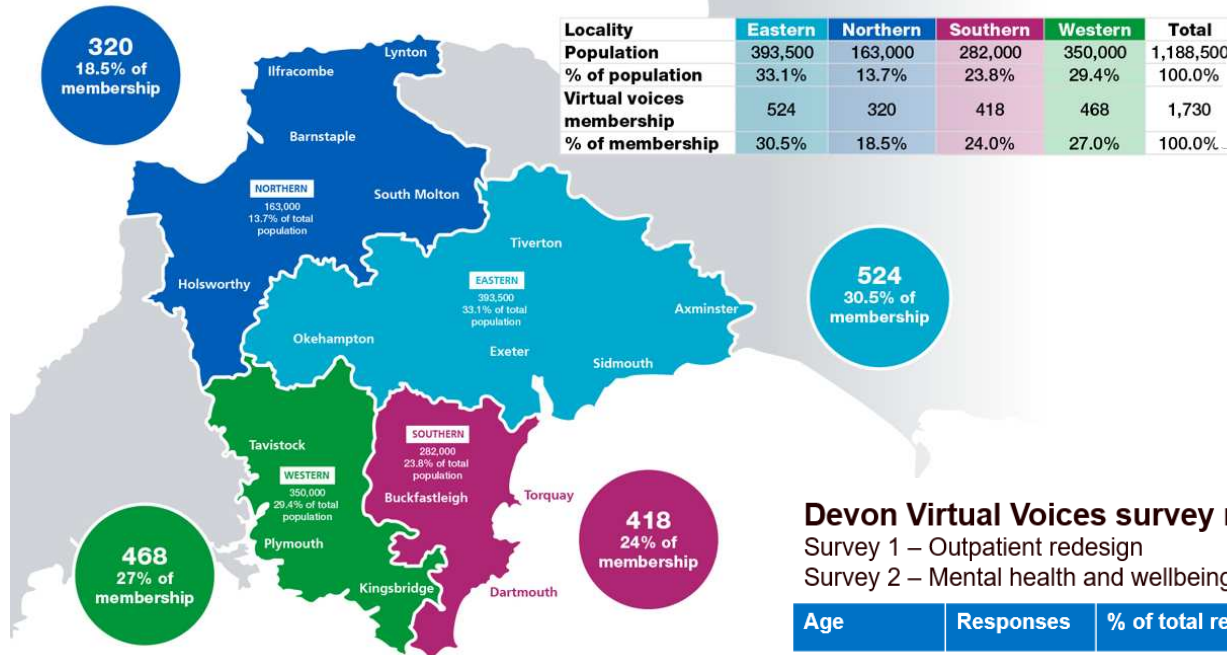 320
18.5% of
membership
Lynton
Ilfracombe
Barnstaple
South Molton
NORTHERN
163,000
13.7% of total
population
Holsworthy
Locality Eastern Northern Southern Western Total
Population 393,500 163,000 282,000 350,000 1,188,500
% of population 33.1% 13.7% 23.8% 29.4% 100.0%
Virtual voices
membership 524 320 418 468 1,730
% of membership 30.5% 18.5% 24.0% 27.0% 100.0%
Tiverton
EASTERN
393,500
33.1% of total
population
Axminster
Okehampton
Exeter
Sidmouth
524
30.5% of
membership
Tavistock
WESTERN
350,000
29.4% of total
population
Plymouth
Kingsbridge
SOUTHERN
282,000
23.8% of total
population
Buckfastleigh
Torquay
Dartmouth
468
27% of
membership
418
24% of
membership
Devon Virtual Voices survey
Survey 1 – Outpatient redesign
Survey 2 – Mental health and wellbeing
Age Responses % of total re